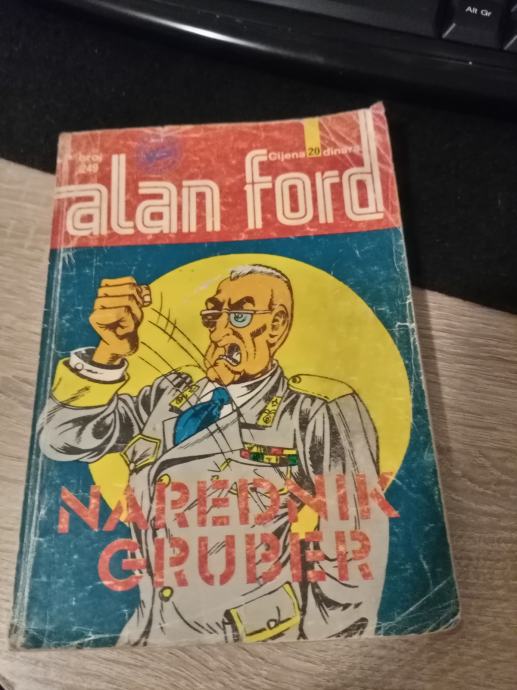 Alt Gr
broj
249
Cijena 20 dinara
alan ford
NAREDNIK
GRUBER